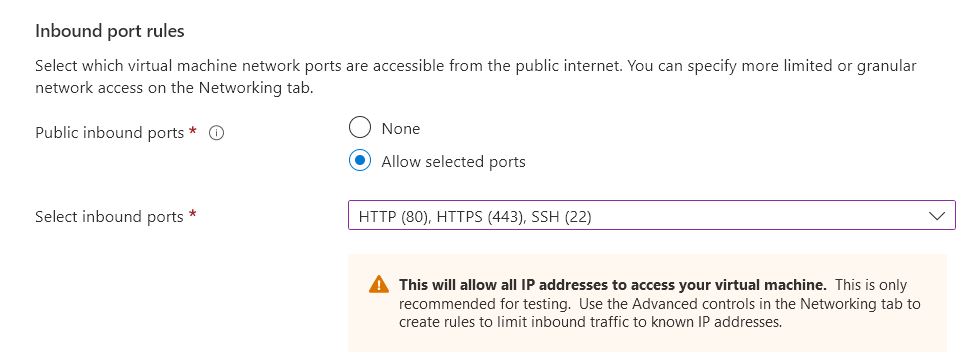 Inbound port rules
Select which virtual machine network ports are accessible from the public internet. You can specify more limited or granular
network access on the Networking tab.
Public inbound ports *
None
Allow selected ports
Select inbound ports *
HTTP (80), HTTPS (443), SSH (22)
This will allow all IP addresses to access your virtual machine. This is only
recommended for testing. Use the Advanced controls in the Networking tab to
create rules to limit inbound traffic to known IP addresses.